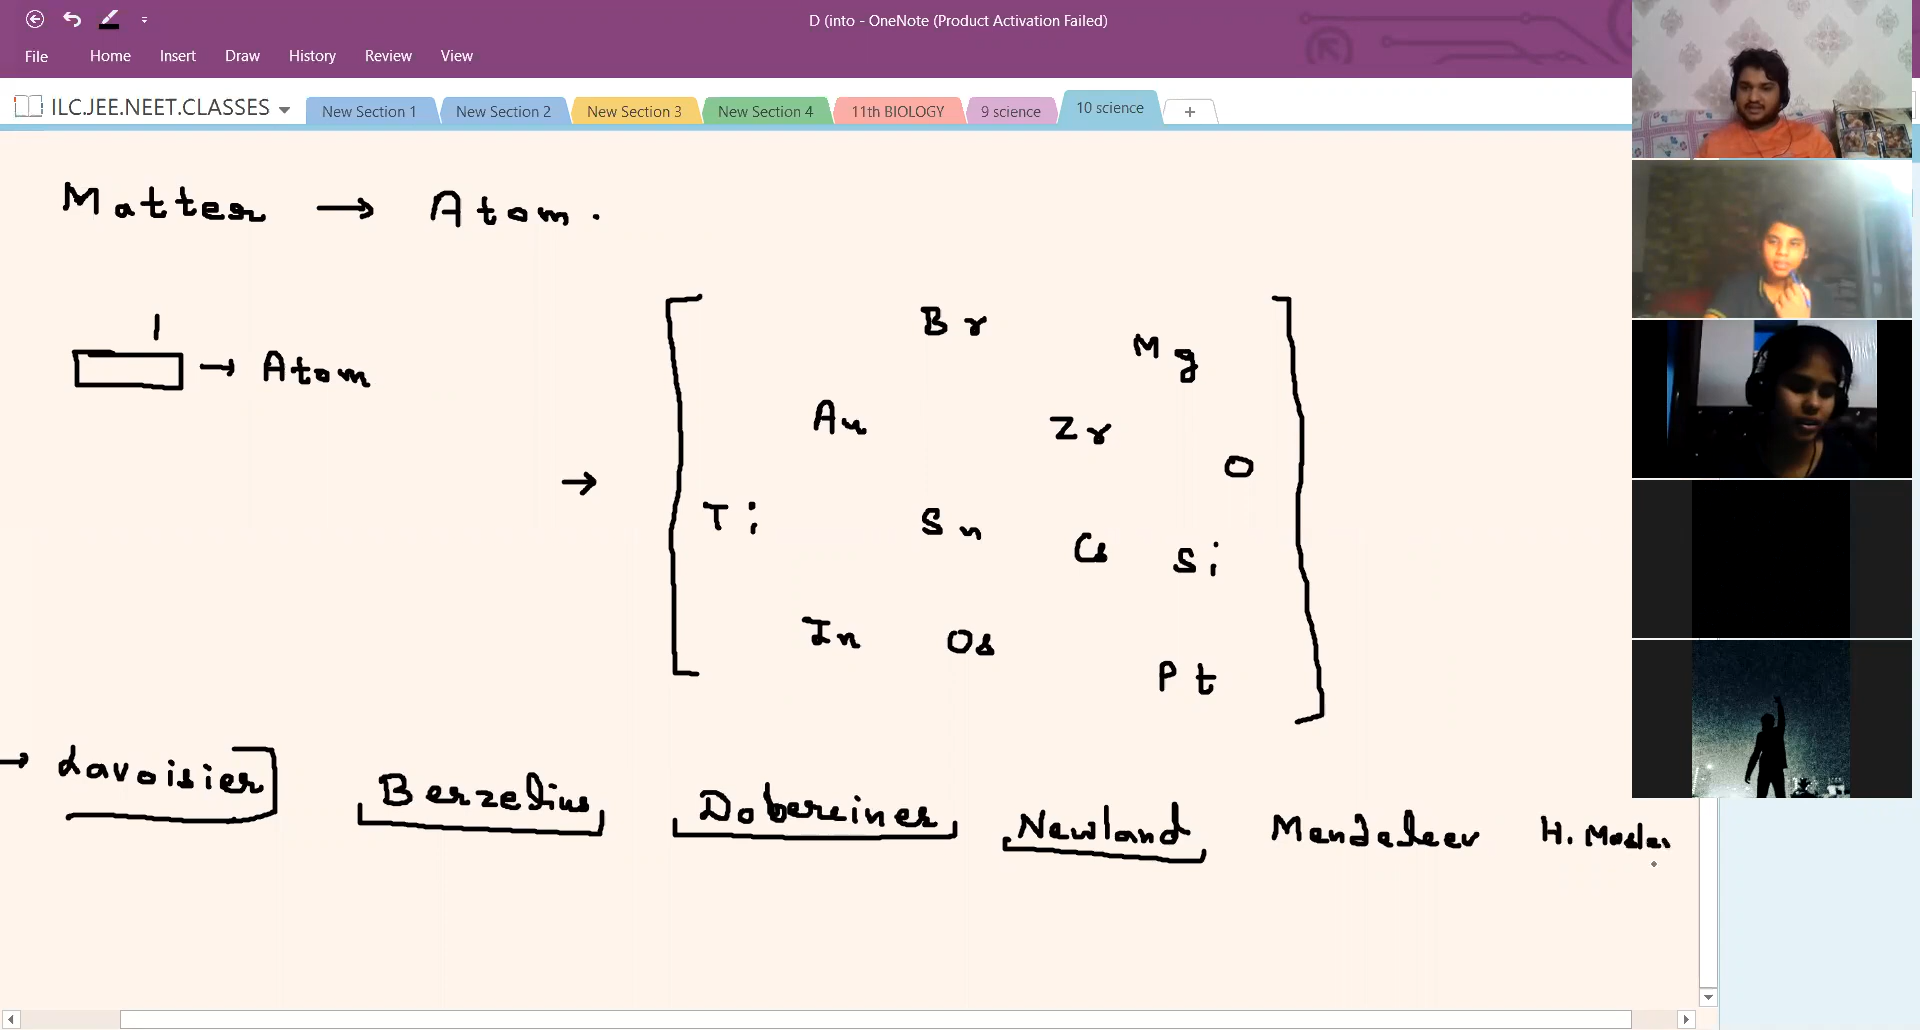 D (into - OneNote (Product Activation Failed)
File Home Insert Draw History Review View
ILC.JEE.NEET.CLASSES New Section 1 New Section 2 New Section 3 New Section 4 11th BIOLOGY 9 science 10 science +
Matter → Atom.
1
→ Atom
Br
Mg
Au
Zr
O
→
Ti
Sn
Cs
Si
In
Os
Pt
→ Lavoisier Berzelius Dobereiner Newland Mendeleev H. Moslei